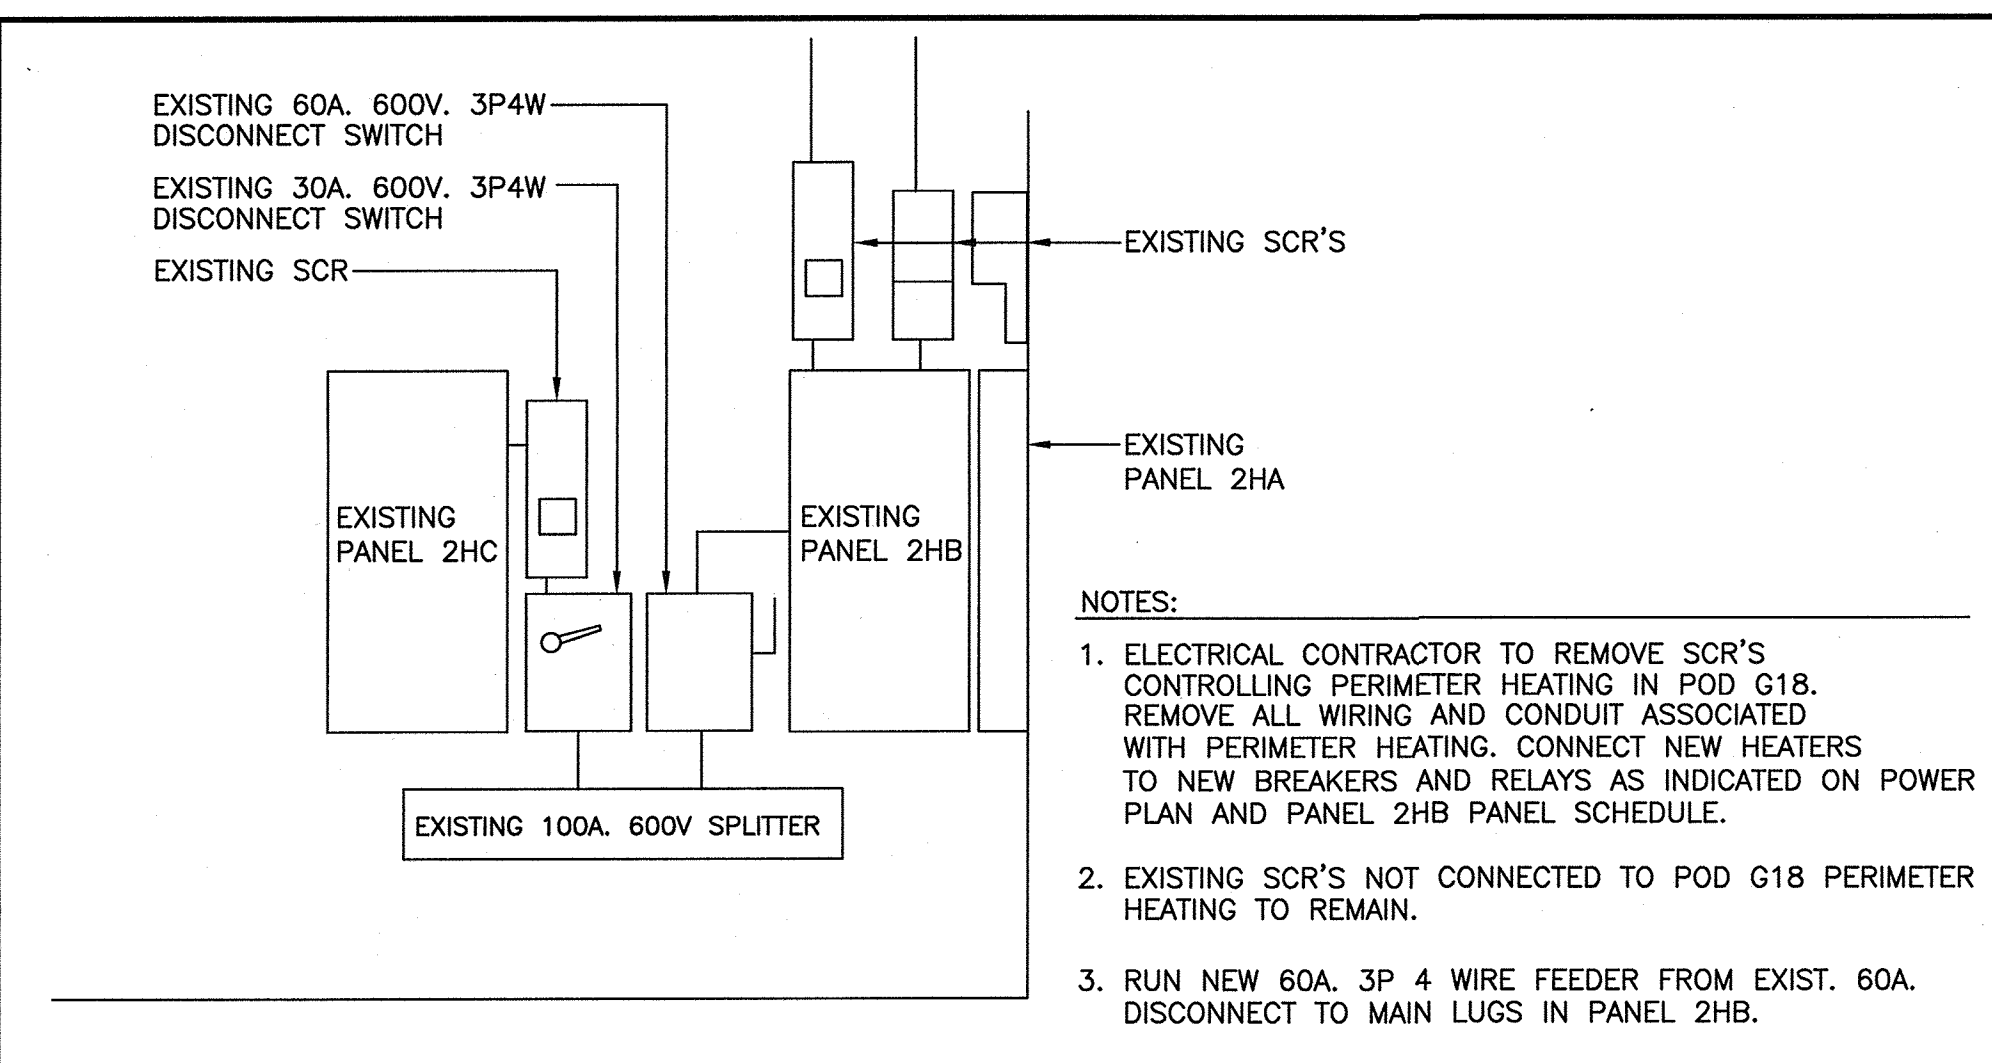 EXISTING 60A. 600V. 3P4W
DISCONNECT SWITCH
EXISTING 30A. 600V. 3P4W
DISCONNECT SWITCH
EXISTING SCR
EXISTING SCR'S
EXISTING
PANEL 2HA
EXISTING
PANEL 2HC
EXISTING
PANEL 2HB
EXISTING 100A. 600V SPLITTER
NOTES:
1. ELECTRICAL CONTRACTOR TO REMOVE SCR'S
CONTROLLING PERIMETER HEATING IN POD G18.
REMOVE ALL WIRING AND CONDUIT ASSOCIATED
WITH PERIMETER HEATING. CONNECT NEW HEATERS
TO NEW BREAKERS AND RELAYS AS INDICATED ON POWER
PLAN AND PANEL 2HB PANEL SCHEDULE.
2. EXISTING SCR'S NOT CONNECTED TO POD G18 PERIMETER
HEATING TO REMAIN.
3. RUN NEW 60A. 3P 4 WIRE FEEDER FROM EXIST. 60A.
DISCONNECT TO MAIN LUGS IN PANEL 2HB.